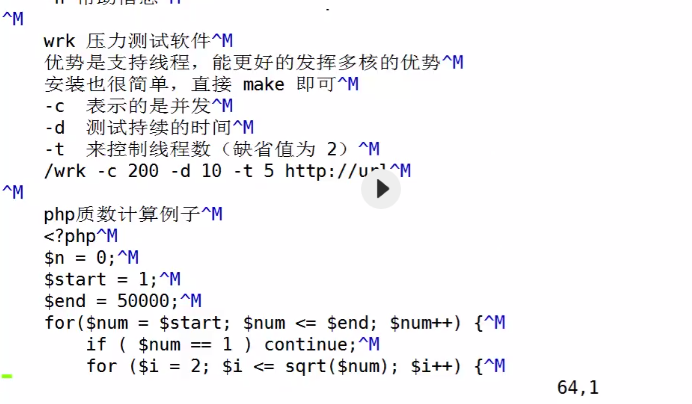 -h 帮助信息^M
^M
wrk 压力测试软件^M
优势是支持线程，能更好的发挥多核的优势^M
安装也很简单，直接 make 即可^M
-c  表示的是并发^M
-d  测试持续的时间^M
-t  来控制线程数（缺省值为 2）^M
/wrk -c 200 -d 10 -t 5 http://url^M
^M
php质数计算例子^M
<?php^M
$n = 0;^M
$start = 1;^M
$end = 50000;^M
for($num = $start; $num <= $end; $num++) {^M
if ( $num == 1 ) continue;^M
for ($i = 2; $i <= sqrt($num); $i++) {^M
64,1